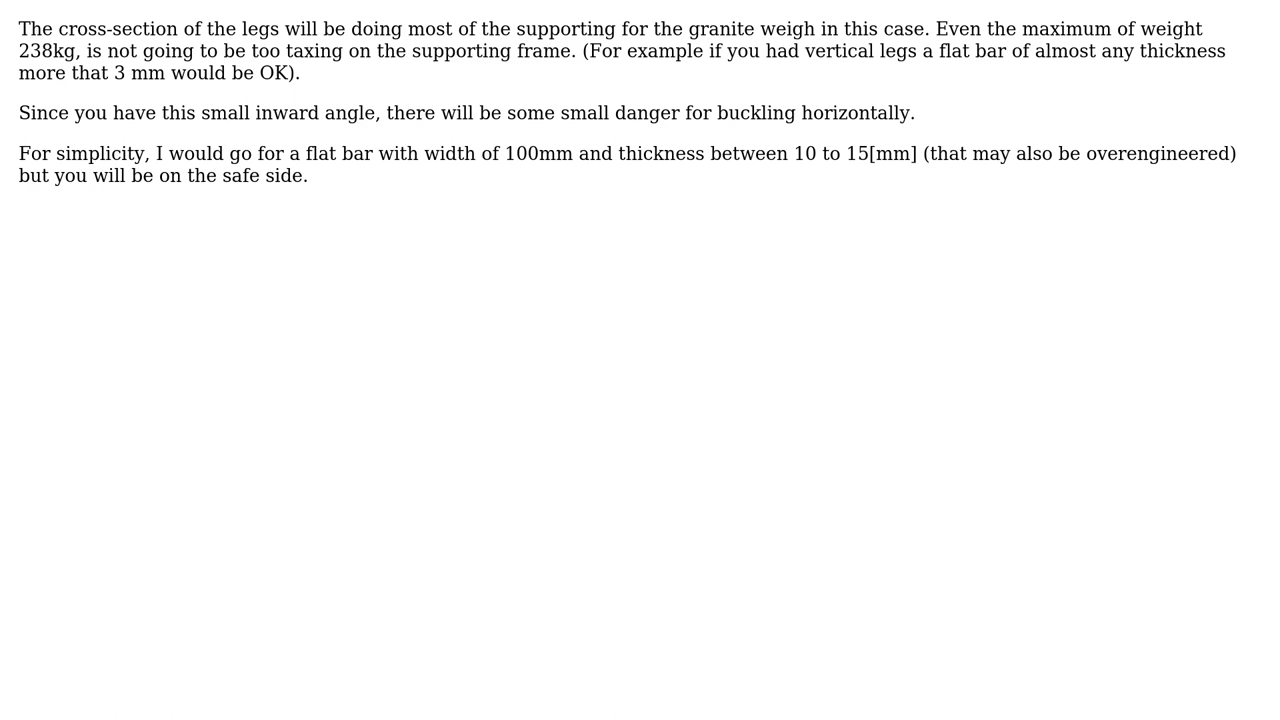 The cross-section of the legs will be doing most of the supporting for the granite weigh in this case. Even the maximum of weight
238kg, is not going to be too taxing on the supporting frame. (For example if you had vertical legs a flat bar of almost any thickness
more that 3 mm would be OK).
Since you have this small inward angle, there will be some small danger for buckling horizontally.
For simplicity, I would go for a flat bar with width of 100mm and thickness between 10 to 15[mm] (that may also be overengineered)
but you will be on the safe side.